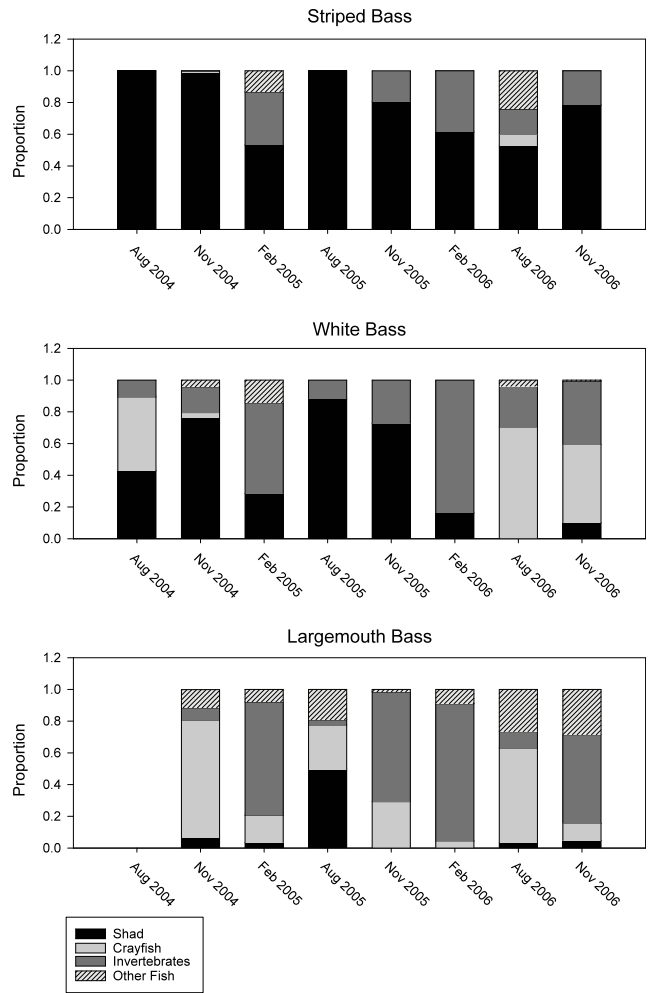 Striped Bass
1.2
1.0
0.8
0.6
0.4
0.2
0.0
Proportion
Aug 2004
Nov 2004
Feb 2005
Aug 2005
Nov 2005
Feb 2006
Aug 2006
Nov 2006
White Bass
1.2
1.0
0.8
0.6
0.4
0.2
0.0
Proportion
Aug 2004
Nov 2004
Feb 2005
Aug 2005
Nov 2005
Feb 2006
Aug 2006
Nov 2006
Largemouth Bass
1.2
1.0
0.8
0.6
0.4
0.2
0.0
Proportion
Aug 2004
Nov 2004
Feb 2005
Aug 2005
Nov 2005
Feb 2006
Aug 2006
Nov 2006
Shad
Crayfish
Invertebrates
Other Fish